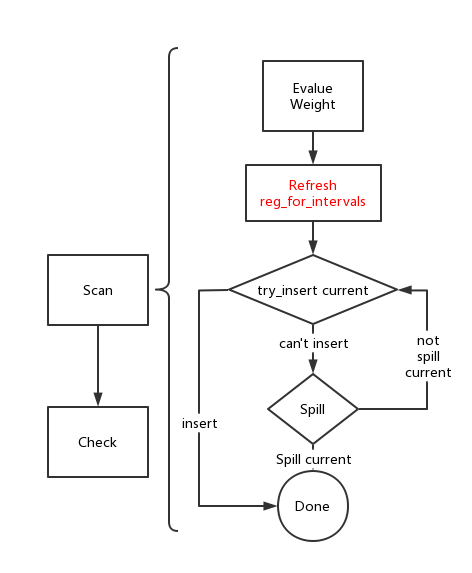 Evalue
Weight
Refresh
reg_for_intervals
Scan
try_insert current
can't insert
not
spill
current
Spill
insert
Check
Spill current
Done